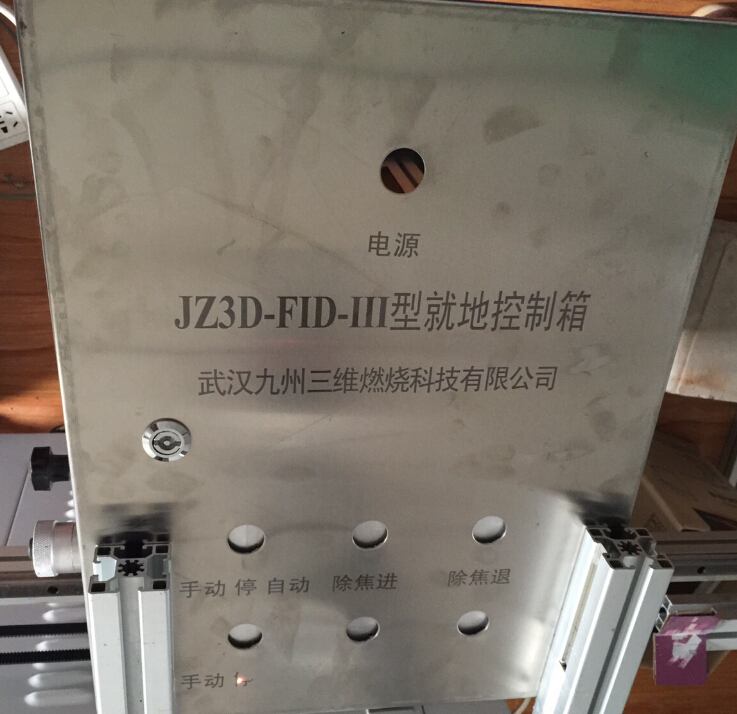 电源
JZ3D-FID-III型就地控制箱
武汉九州三维燃烧科技有限公司
手动 停 自动 除焦进 除焦退
手动